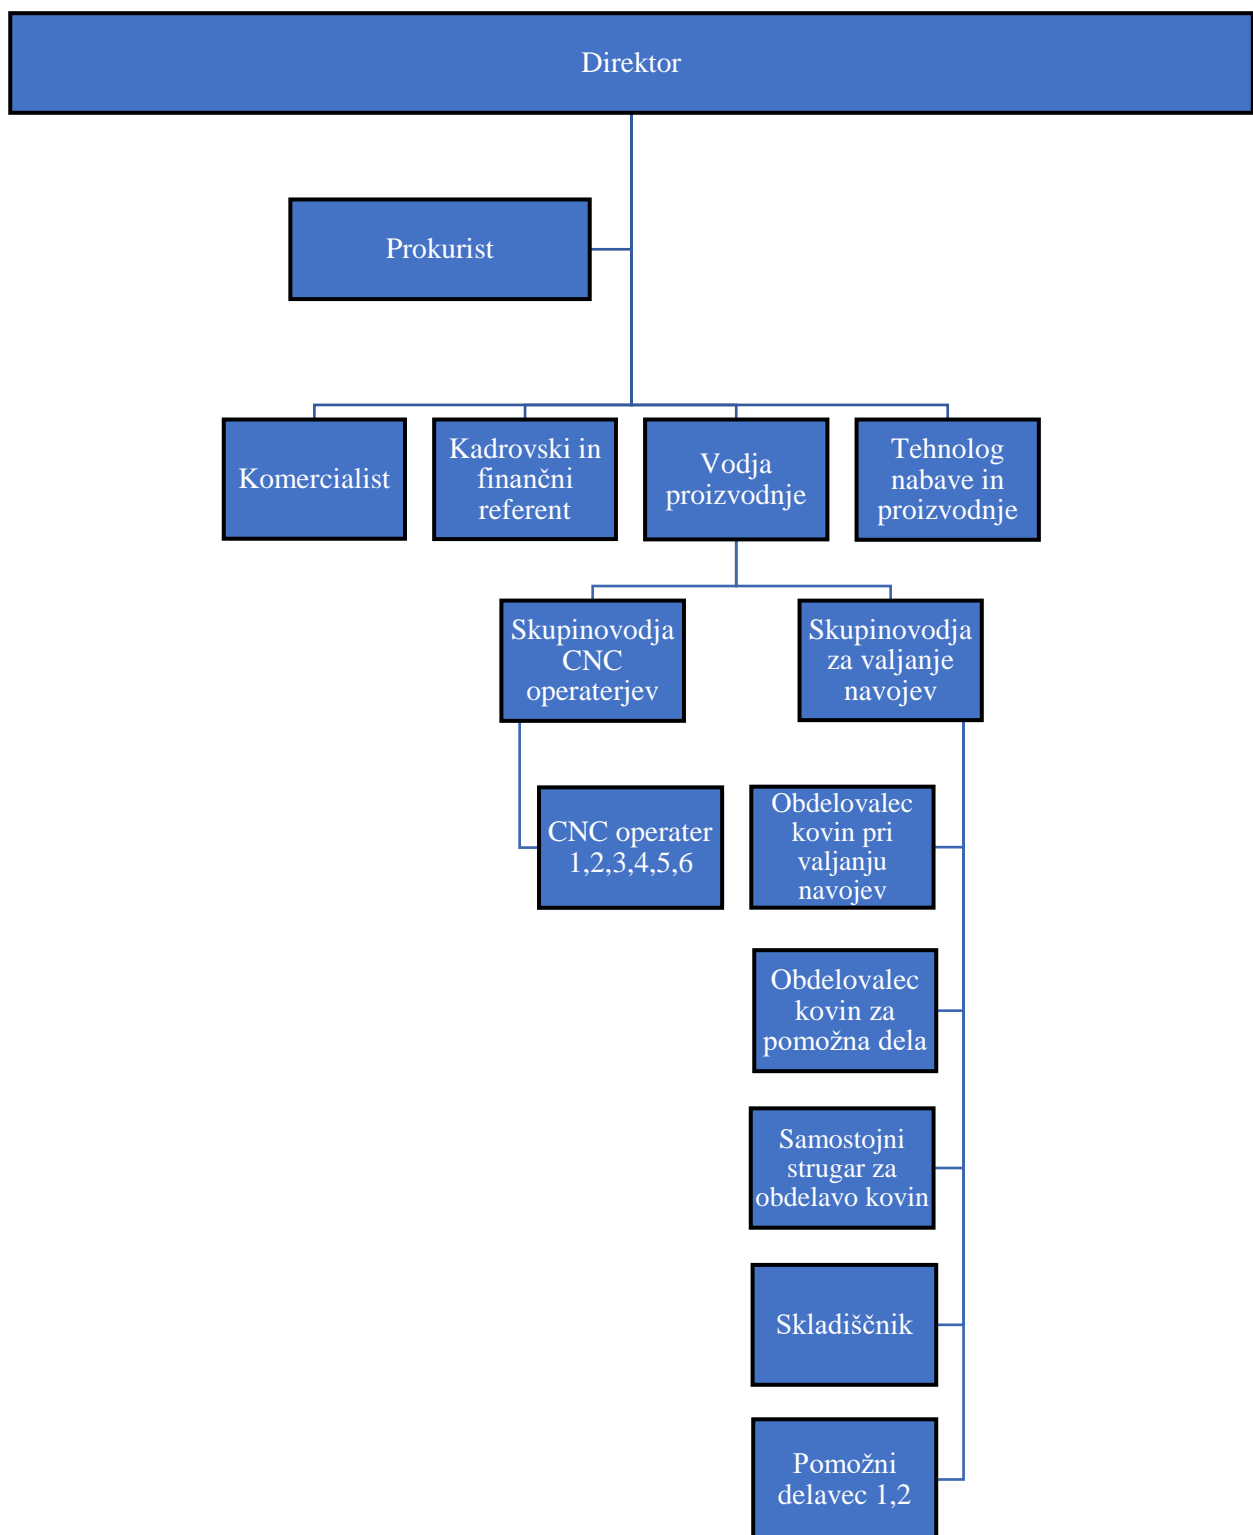 Direktor
Prokurist
Komercialist
Kadrovski in
finančni
referent
Vodja
proizvodnje
Tehnolog
nabave in
proizvodnje
Skupinovodja
CNC
operaterjev
Skupinovodja
za valjanje
navojev
CNC operater
1,2,3,4,5,6
Obdelovalec
kovin pri
valjanju
navojev
Obdelovalec
kovin za
pomožna dela
Samostojni
strugar za
obdelavo kovin
Skladiščnik
Pomožni
delavec 1,2